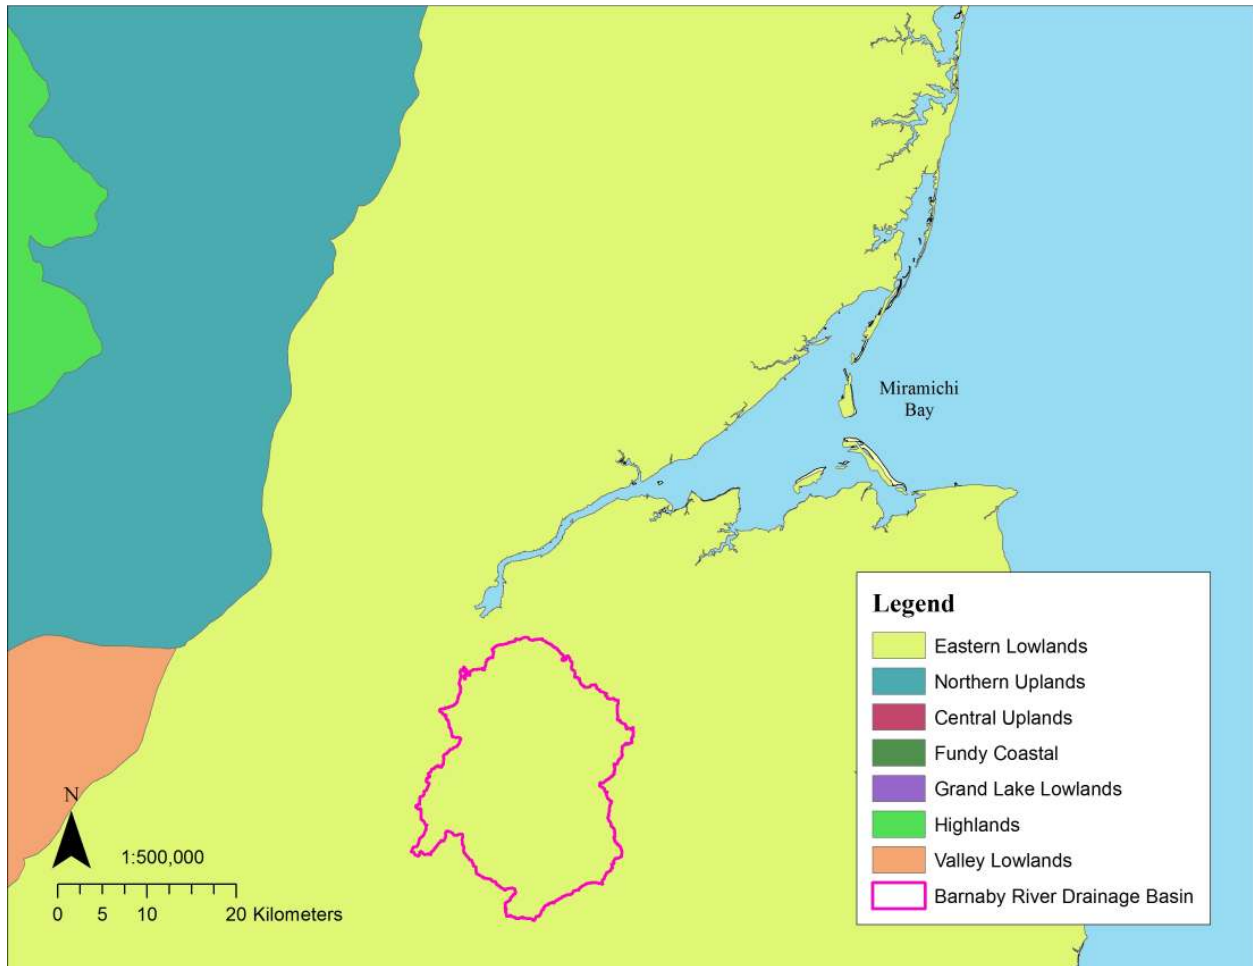 Miramichi
Bay
Legend
Eastern Lowlands
Northern Uplands
Central Uplands
Fundy Coastal
Grand Lake Lowlands
Highlands
Valley Lowlands
Barnaby River Drainage Basin
N
1:500,000
0 5 10 20 Kilometers